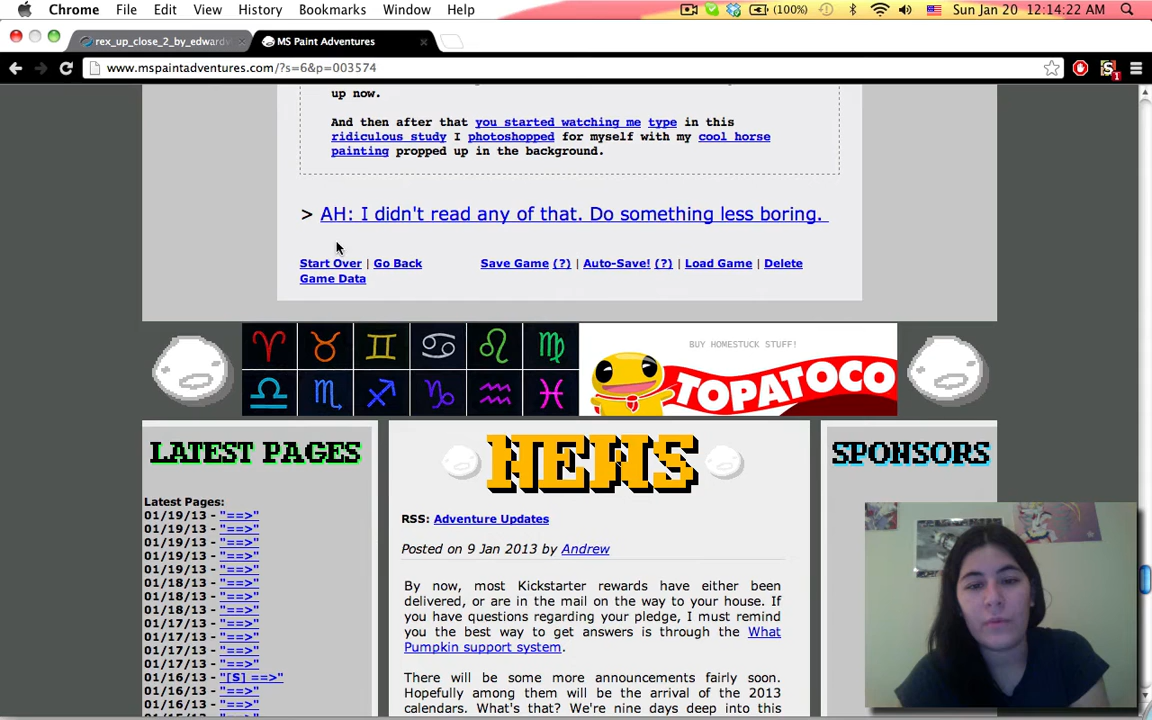 Chrome File Edit View History Bookmarks Window Help (100%) Sun Jan 20 12:14:22 AM
rex_up_close_2_by_edwardv MS Paint Adventures
www.mspaintadventures.com/?s=6&p=003574
up now.
And then after that you started watching me type in this
ridiculous study I photoshopped for myself with my cool horse
painting propped up in the background.
> AH: I didn't read any of that. Do something less boring.
Start Over | Go Back Save Game (?) | Auto-Save! (?) | Load Game | Delete
Game Data
BUY HOMESTUCK STUFF!
TOPATOCO
LATEST PAGES
Latest Pages:
01/19/13 - "==>"
01/19/13 - "==>"
01/19/13 - "==>"
01/19/13 - "==>"
01/18/13 - "==>"
01/18/13 - "==>"
01/18/13 - "==>"
01/18/13 - "==>"
01/17/13 - "==>"
01/17/13 - "==>"
01/17/13 - "==>"
01/17/13 - "==>"
01/16/13 - "[S] ==>"
01/16/13 - "==>"
NEWS
RSS: Adventure Updates
Posted on 9 Jan 2013 by Andrew
By now, most Kickstarter rewards have either been
delivered, or are in the mail on the way to your house. If
you have questions regarding your pledge, I must remind
you the best way to get answers is through the What
Pumpkin support system.
There will be some more announcements fairly soon.
Hopefully among them will be the arrival of the 2013
calendars. What's that? We're nine days deep into this
SPONSORS